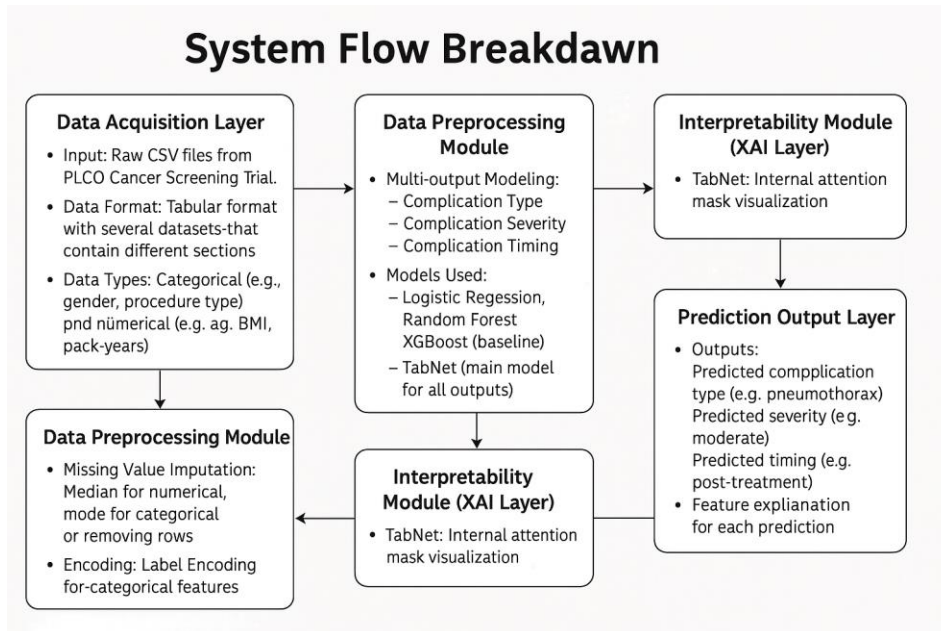 System Flow Breakdawn
Data Acquisition Layer
• Input: Raw CSV files from
PLCO Cancer Screening Trial.
• Data Format: Tabular format
with several datasets-that
contain different sections
• Data Types: Categorical (e.g.,
gender, procedure type)
pnd nümerical (e.g. ag. BMI,
pack-years)
Data Preprocessing Module
• Missing Value Imputation:
Median for numerical,
mode for categorical
or removing rows
• Encoding: Label Encoding
for-categorical features
Data Preprocessing
Module
• Multi-output Modeling:
– Complication Type
– Complication Severity
– Complication Timing
• Models Used:
– Logistic Regression,
Random Forest
XGBoost (baseline)
– TabNet (main model
for all outputs)
Interpretability
Module (XAI Layer)
• TabNet: Internal attention
mask visualization
Interpretability Module
(XAI Layer)
• TabNet: Internal attention
mask visualization
Prediction Output Layer
• Outputs:
Predicted compplication
type (e.g. pneumothorax)
Predicted severity (e g.
moderate)
Predicted timing (e.g.
post-treatment)
• Feature expianation
for each prediction